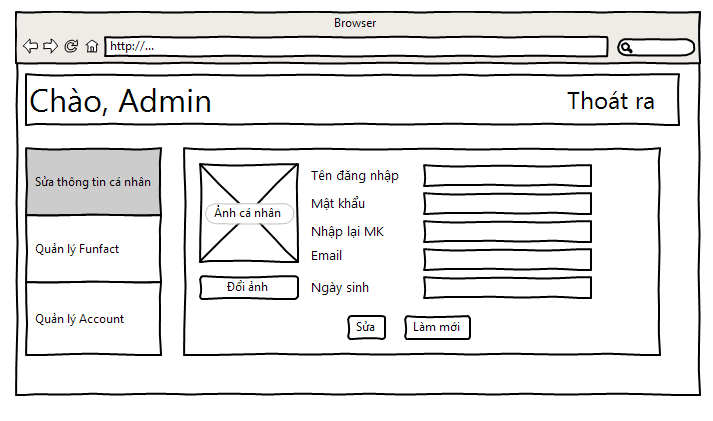 Browser
http://...
Chào, Admin
Thoát ra
Sửa thông tin cá nhân
Quản lý Funfact
Quản lý Account
Ảnh cá nhân
Đổi ảnh
Tên đăng nhập
Mật khẩu
Nhập lại MK
Email
Ngày sinh
Sửa
Làm mới